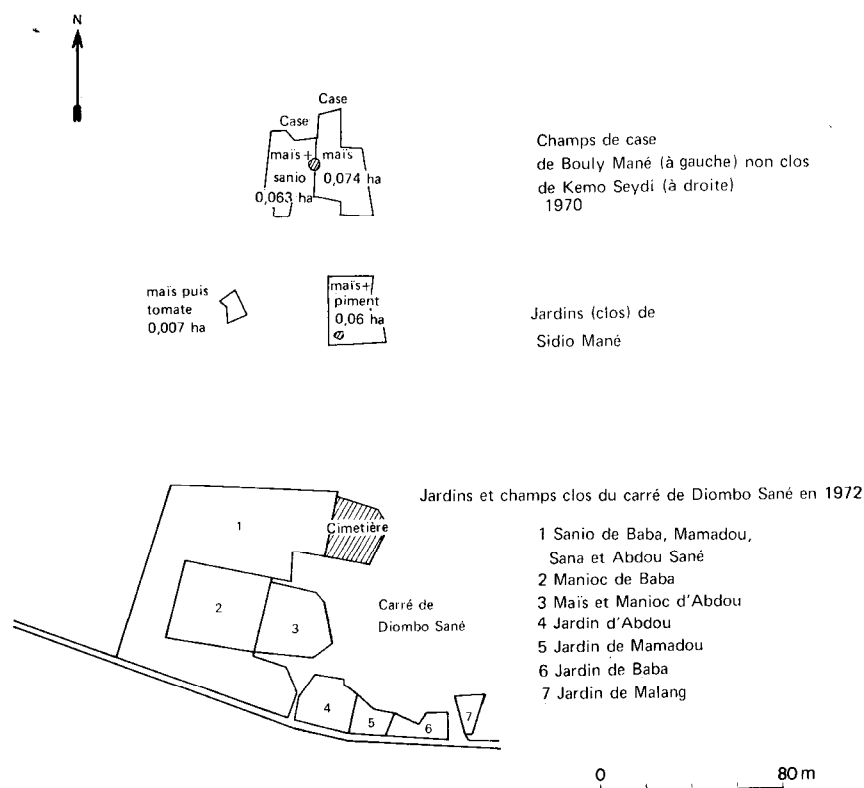 N
Case
Case
maïs+
sanio
0,063 ha
maïs
0,074 ha
Champs de case
de Bouly Mané (à gauche) non clos
de Kemo Seydi (à droite)
1970
maïs puis
tomate
0,007 ha
maïs+
piment
0,06 ha
Jardins (clos) de
Sidio Mané
Jardins et champs clos du carré de Diombo Sané en 1972
1
Cimetière
2
3
Carré de
Diombo Sané
4
5
6
7
1 Sanio de Baba, Mamadou,
Sana et Abdou Sané
2 Manioc de Baba
3 Maïs et Manioc d'Abdou
4 Jardin d'Abdou
5 Jardin de Mamadou
6 Jardin de Baba
7 Jardin de Malang
0 80 m